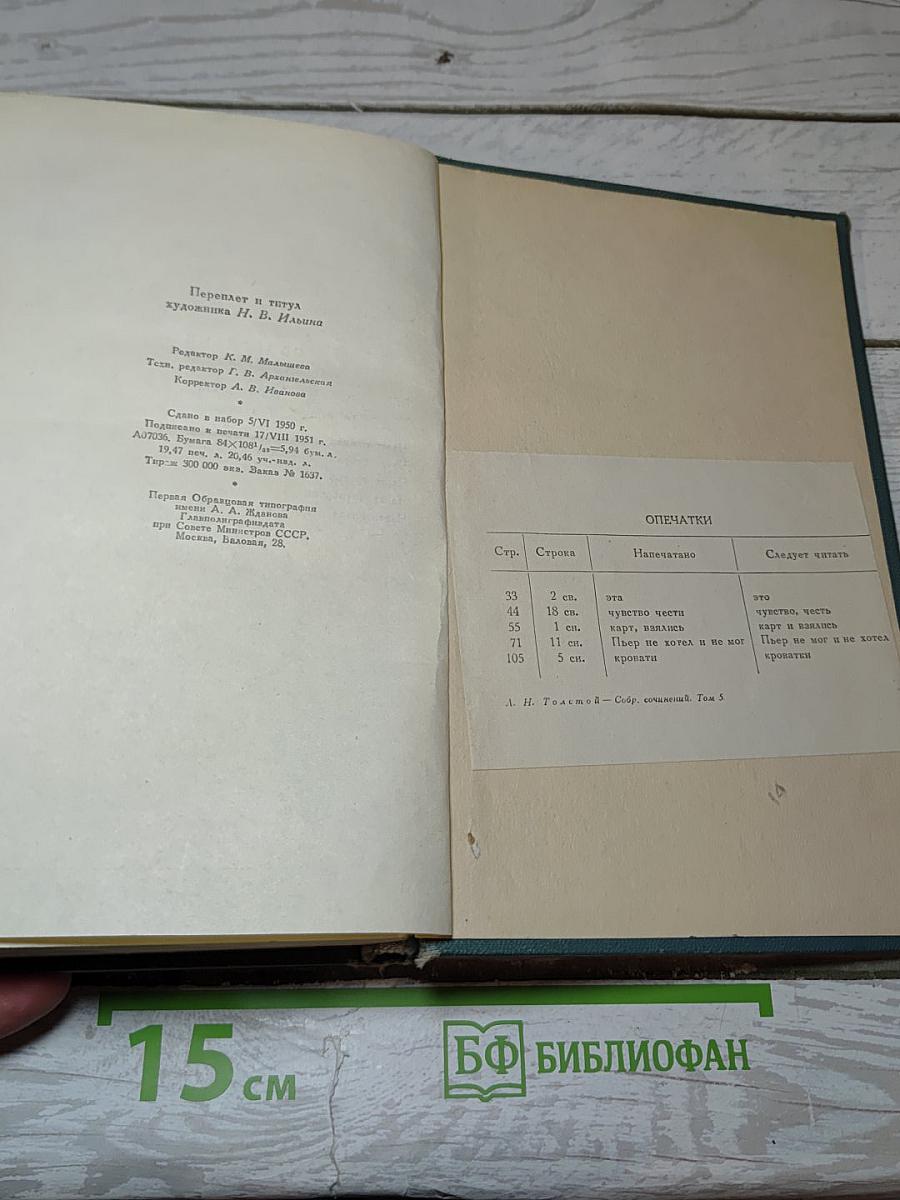 Переплет и титул
художника Н. В. Ильина
Редактор К. М. Малышева
Техн. редактор Г. В. Архангельская
Корректор А. В. Иванова
*
Сдано в набор 5/VI 1950 г.
Подписано к печати 17/VIII 1951 г.
А07036. Бумага 84×108¹/₃₂=5,94 бум. л.
19,47 печ. л. 20,46 уч.-изд. л.
Тираж 300 000 экз. Заказ № 1637.
*
Первая Образцовая типография
имени А. А. Жданова
Главполиграфиздата
при Совете Министров СССР.
Москва, Валовая, 28.
ОПЕЧАТКИ
Стр. Строка Напечатано Следует читать
33 2 св. эта это
44 18 св. чувство чести чувство, честь
55 1 сн. карт, взялись карт и взялись
71 11 сн. Пьер не хотел и не мог Пьер не мог и не хотел
105 5 сн. кровати кроватки
Л. Н. Толстой — Собр. сочинений. Том 5.
14
15 см
БФ БИБЛИОФАН